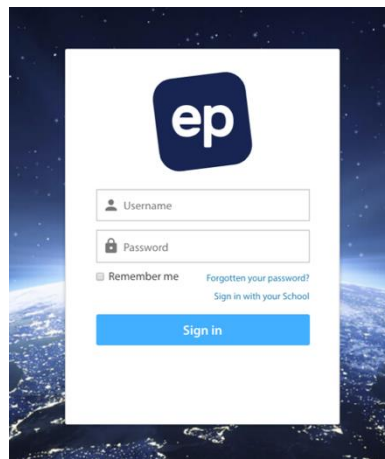 ep
Username
Password
Remember me
Forgotten your password?
Sign in with your School
Sign in